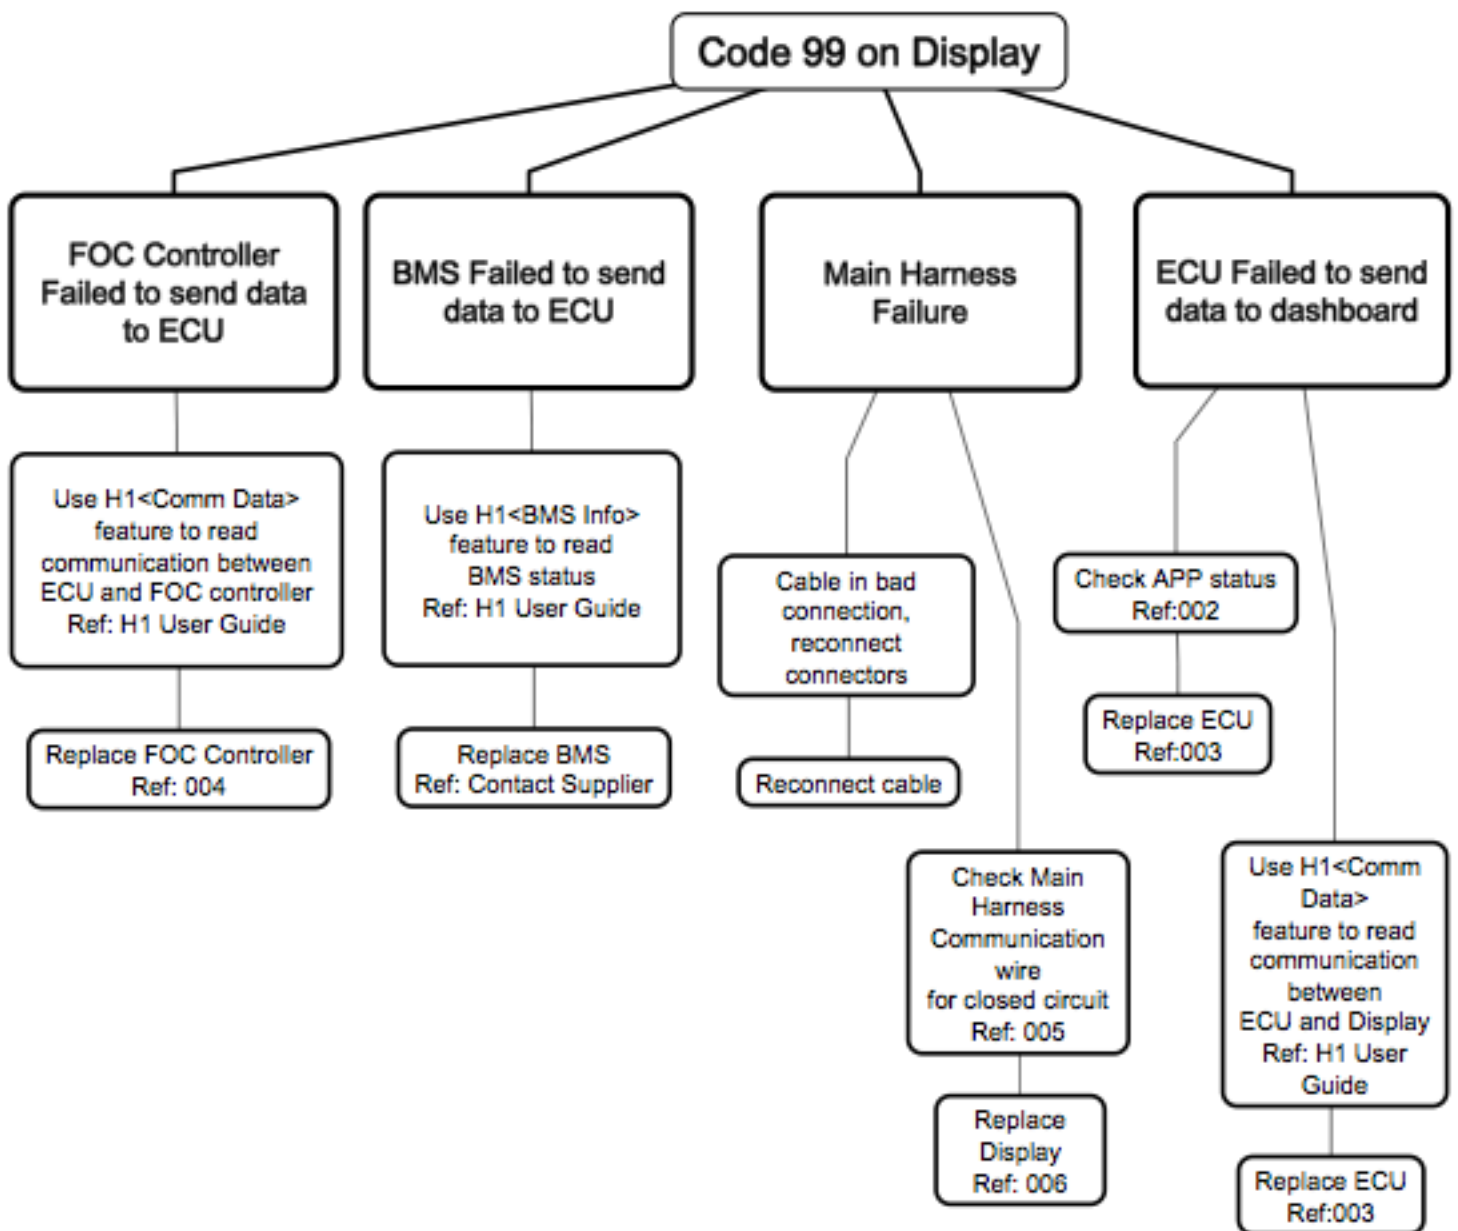 Code 99 on Display
FOC Controller
Failed to send data
to ECU
BMS Failed to send
data to ECU
Main Harness
Failure
ECU Failed to send
data to dashboard
Use H1<Comm Data>
feature to read
communication between
ECU and FOC controller
Ref: H1 User Guide
Use H1<BMS Info>
feature to read
BMS status
Ref: H1 User Guide
Cable in bad
connection,
reconnect
connectors
Check APP status
Ref:002
Replace FOC Controller
Ref: 004
Replace BMS
Ref: Contact Supplier
Reconnect cable
Replace ECU
Ref:003
Check Main
Harness
Communication
wire
for closed circuit
Ref: 005
Use H1<Comm
Data>
feature to read
communication
between
ECU and Display
Ref: H1 User
Guide
Replace
Display
Ref: 006
Replace ECU
Ref:003